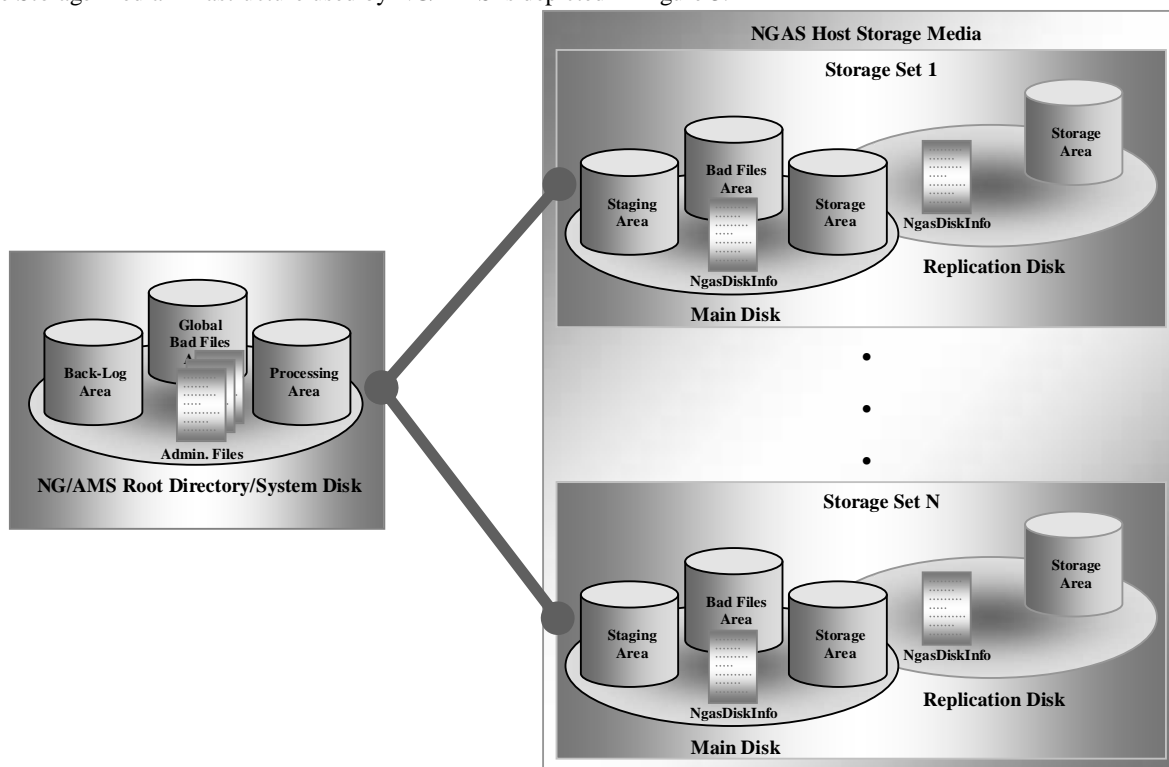 NGAS Host Storage Media
Storage Set 1
Storage
Area
Bad Files
Area
Staging
Area
Storage
Area
NgasDiskInfo
NgasDiskInfo
Replication Disk
Main Disk
Global
Bad Files
Back-Log
Area
Processing
Area
Admin. Files
NG/AMS Root Directory/System Disk
Storage Set N
Storage
Area
Bad Files
Area
Staging
Area
Storage
Area
NgasDiskInfo
NgasDiskInfo
Replication Disk
Main Disk